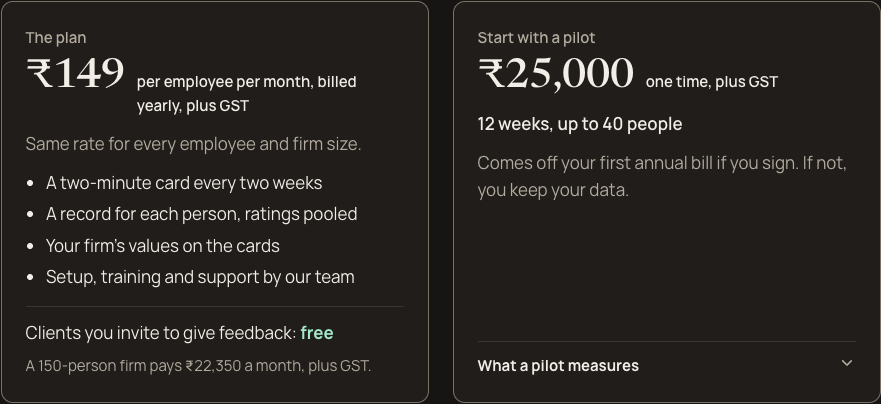 The plan
₹149 per employee per month, billed
yearly, plus GST
Same rate for every employee and firm size.
• A two-minute card every two weeks
• A record for each person, ratings pooled
• Your firm's values on the cards
• Setup, training and support by our team
Clients you invite to give feedback: free
A 150-person firm pays ₹22,350 a month, plus GST.
Start with a pilot
₹25,000 one time, plus GST
12 weeks, up to 40 people
Comes off your first annual bill if you sign. If not,
you keep your data.
What a pilot measures